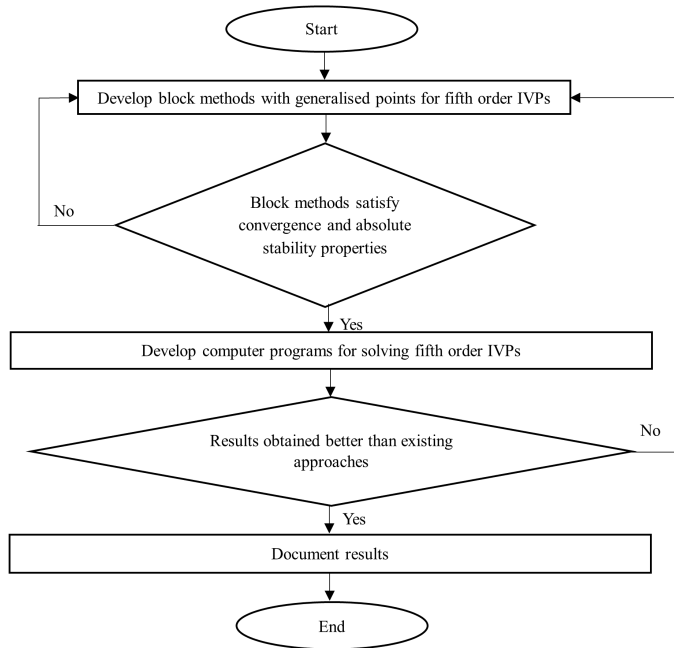 Start
Develop block methods with generalised points for fifth order IVPs
Block methods satisfy
convergence and absolute
stability properties
No
Yes
Develop computer programs for solving fifth order IVPs
Results obtained better than existing
approaches
No
Yes
Document results
End